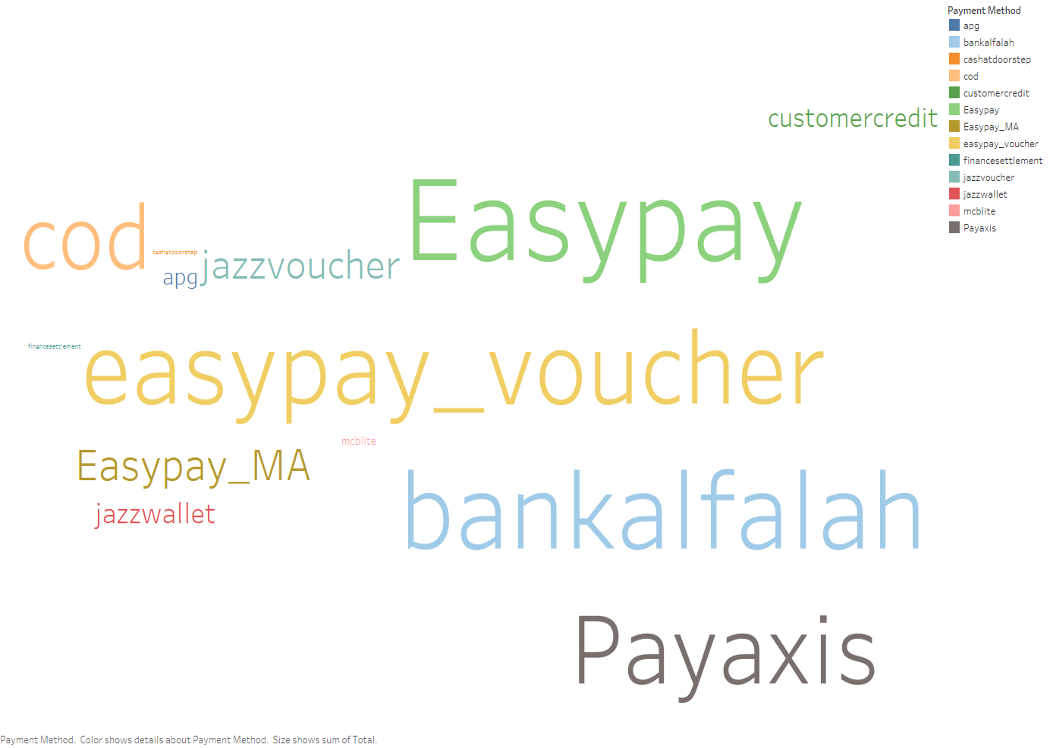 Payment Method
apg
bankalfalah
cashatdoorstep
cod
customercredit
Easypay
Easypay_MA
easypay_voucher
financesettlement
jazzvoucher
jazzwallet
mcblite
Payaxis
customercredit
Easypay
cod
cashatdoorstep
jazzvoucher
apg
financesettlement
easypay_voucher
mcblite
Easypay_MA
bankalfalah
jazzwallet
Payaxis
Payment Method. Color shows details about Payment Method. Size shows sum of Total.